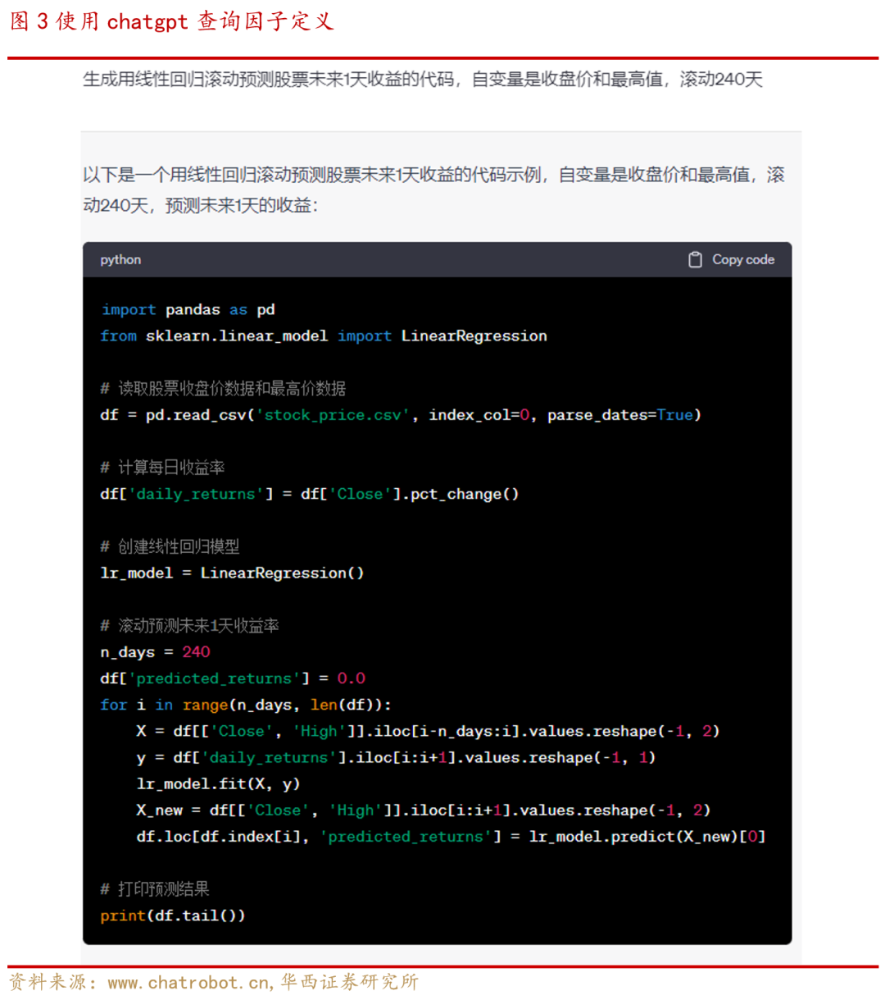 图 3 使用 chatgpt 查询因子定义
生成用线性回归滚动预测股票未来1天收益的代码，自变量是收盘价和最高值，滚动240天
以下是一个用线性回归滚动预测股票未来1天收益的代码示例，自变量是收盘价和最高值，滚
动240天，预测未来1天的收益：
python
Copy code
import pandas as pd
from sklearn.linear_model import LinearRegression
# 读取股票收盘价数据和最高价数据
df = pd.read_csv('stock_price.csv', index_col=0, parse_dates=True)
# 计算每日收益率
df['daily_returns'] = df['Close'].pct_change()
# 创建线性回归模型
lr_model = LinearRegression()
# 滚动预测未来1天收益率
n_days = 240
df['predicted_returns'] = 0.0
for i in range(n_days, len(df)):
    X = df[['Close', 'High']].iloc[i-n_days:i].values.reshape(-1, 2)
    y = df['daily_returns'].iloc[i:i+1].values.reshape(-1, 1)
    lr_model.fit(X, y)
    X_new = df[['Close', 'High']].iloc[i:i+1].values.reshape(-1, 2)
    df.loc[df.index[i], 'predicted_returns'] = lr_model.predict(X_new)[0]
# 打印预测结果
print(df.tail())
资料来源：www.chatrobot.cn,华西证券研究所